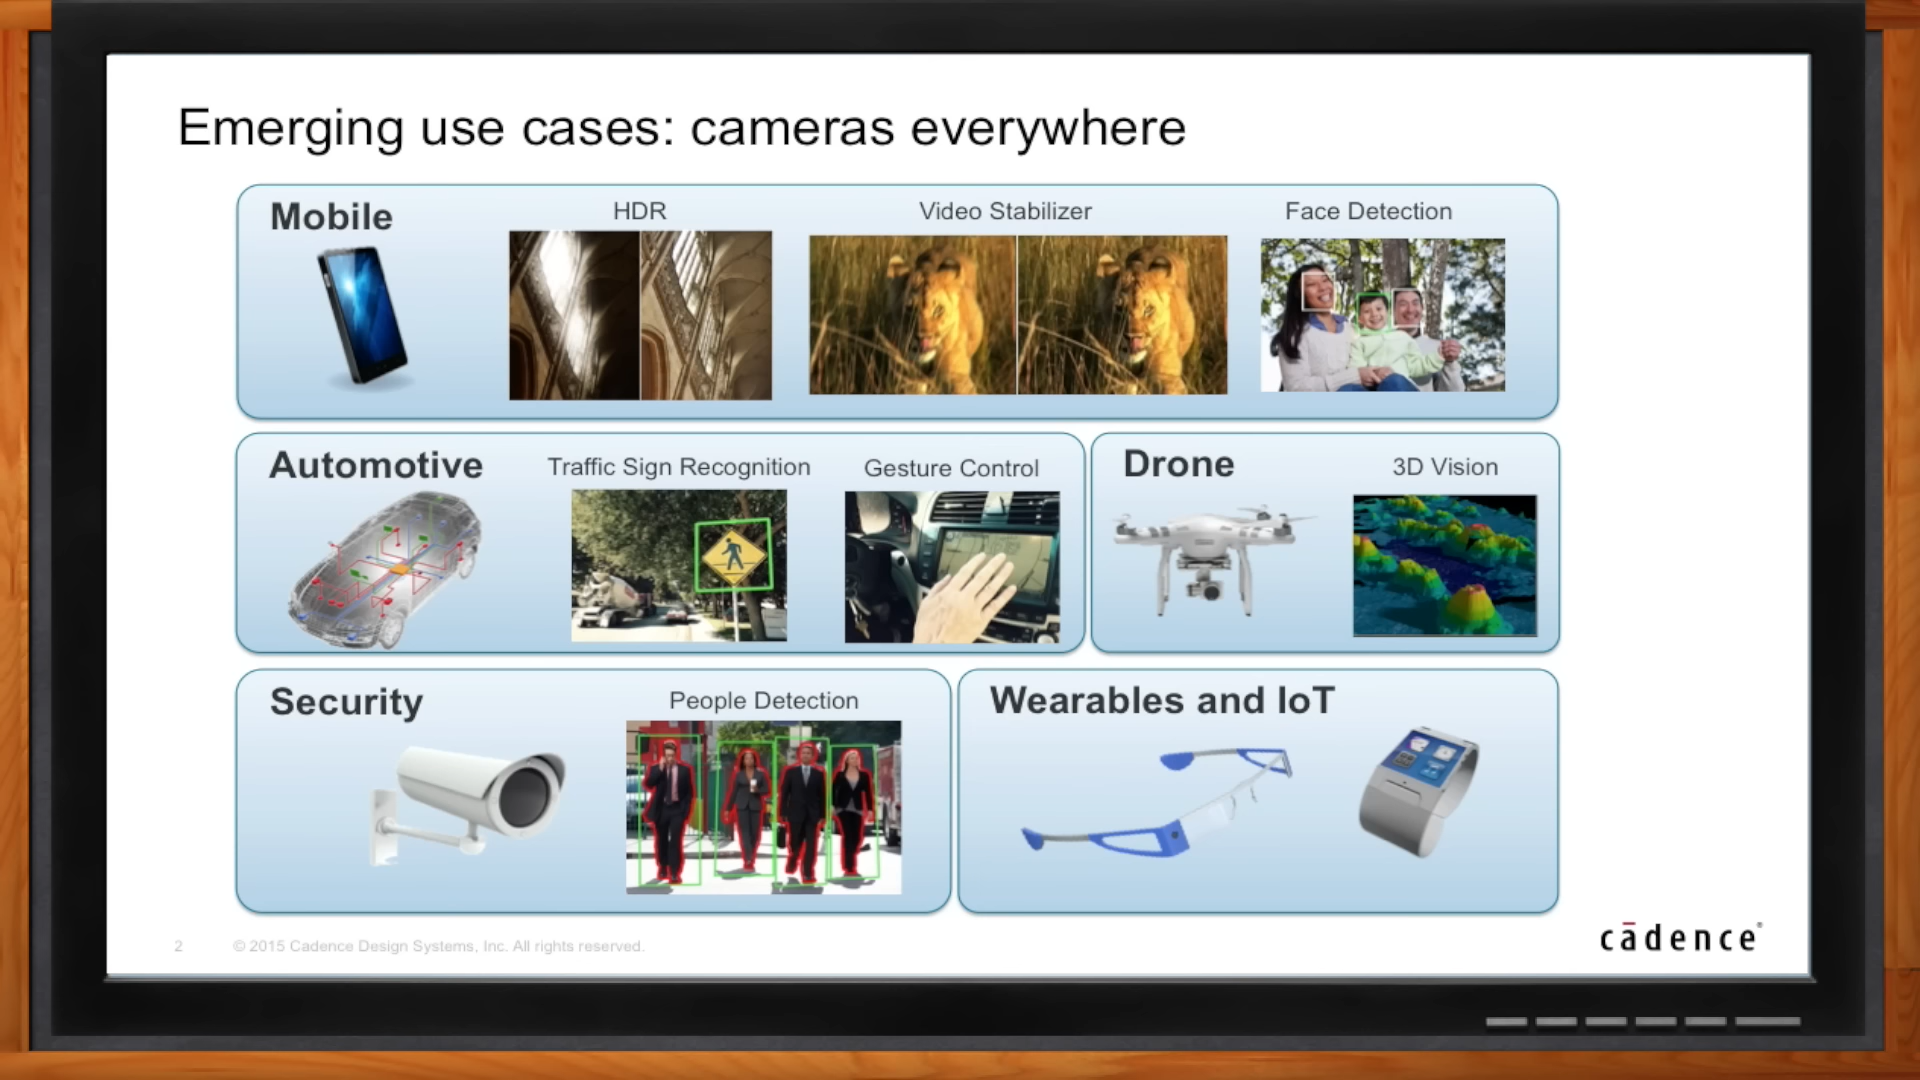 Emerging use cases: cameras everywhere
Mobile
HDR
Video Stabilizer
Face Detection
Automotive
Traffic Sign Recognition
Gesture Control
Drone
3D Vision
Security
People Detection
Wearables and IoT
2
© 2015 Cadence Design Systems, Inc. All rights reserved.
cādence®